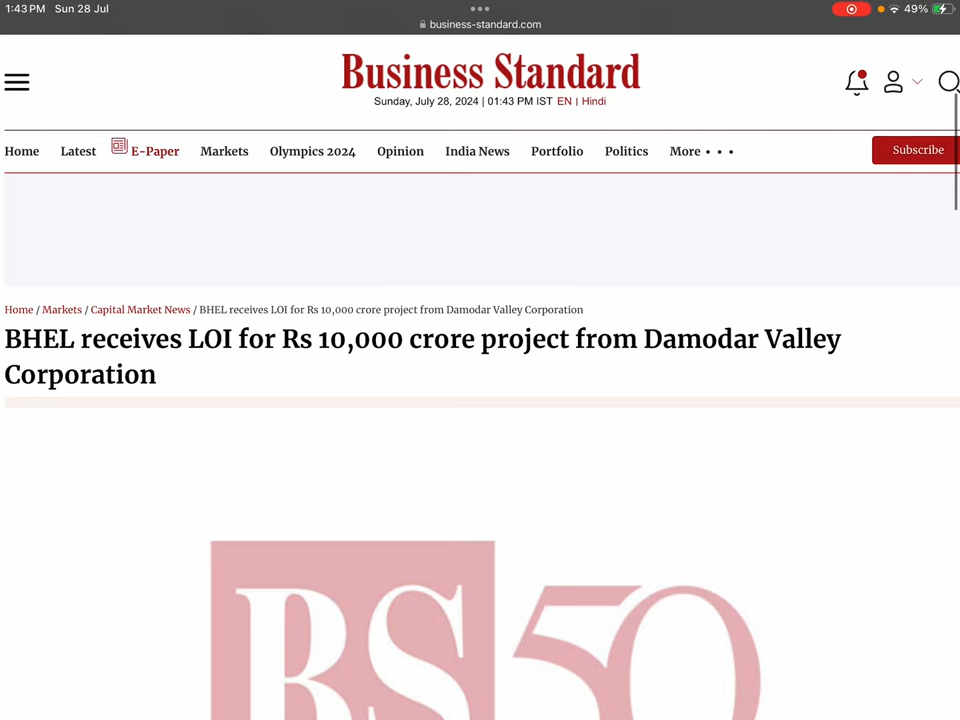 1:43 PM Sun 28 Jul
49%
business-standard.com
Business Standard
Sunday, July 28, 2024 | 01:43 PM IST EN | Hindi
Home Latest E-Paper Markets Olympics 2024 Opinion India News Portfolio Politics More
Subscribe
Home / Markets / Capital Market News / BHEL receives LOI for Rs 10,000 crore project from Damodar Valley Corporation
BHEL receives LOI for Rs 10,000 crore project from Damodar Valley
Corporation
BS 50